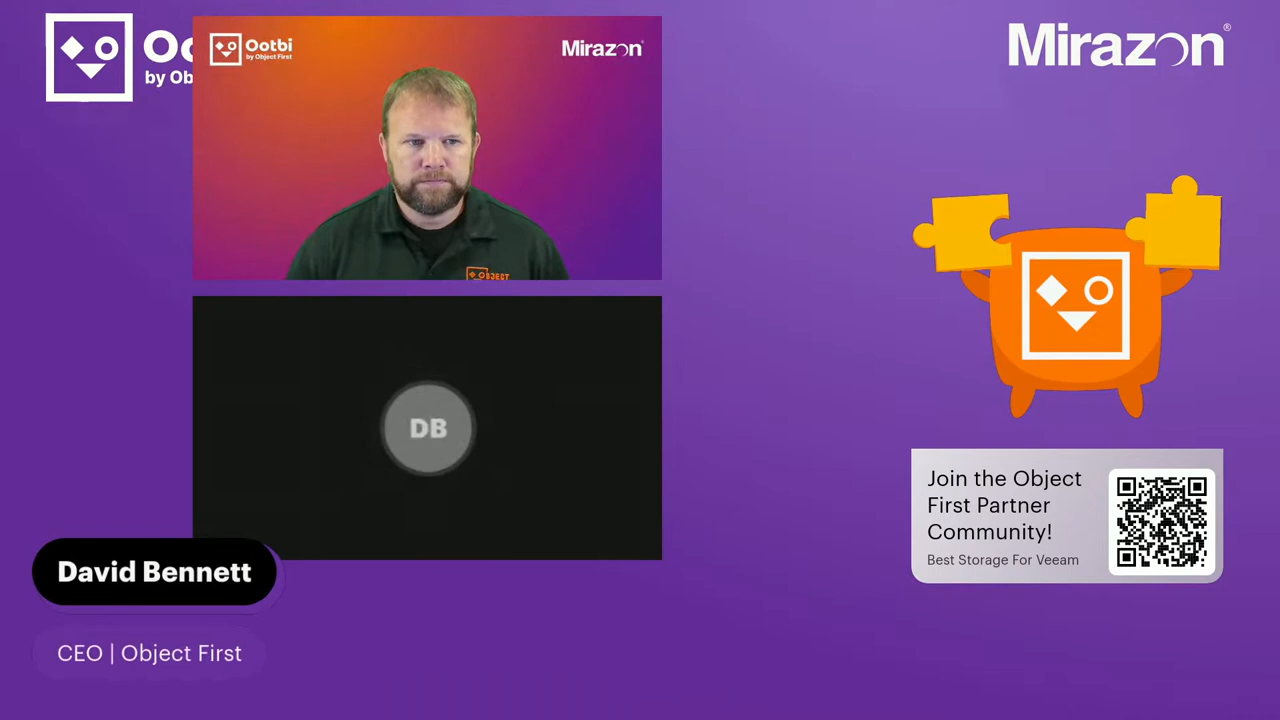 Oo
by Ob
Ootbi
by Object First
Mirazon
Mirazon®
OBJECT
DB
Join the Object
First Partner
Community!
Best Storage For Veeam
David Bennett
CEO | Object First